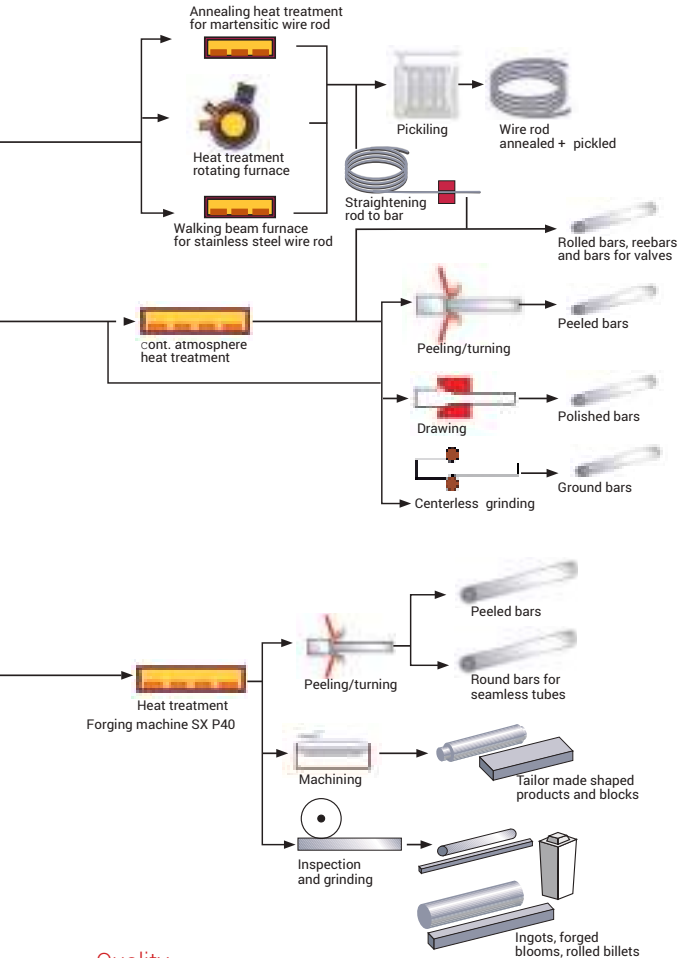 Annealing heat treatment
for martensitic wire rod
Pickiling
Wire rod
annealed + pickled
Heat treatment
rotating furnace
Straightening
rod to bar
Walking beam furnace
for stainless steel wire rod
Rolled bars, reebars
and bars for valves
cont. atmosphere
heat treatment
Peeling/turning
Peeled bars
Drawing
Polished bars
Centerless grinding
Ground bars
Peeled bars
Peeling/turning
Round bars for
seamless tubes
Heat treatment
Forging machine SX P40
Machining
Tailor made shaped
products and blocks
Inspection
and grinding
Ingots, forged
blooms, rolled billets
Quality